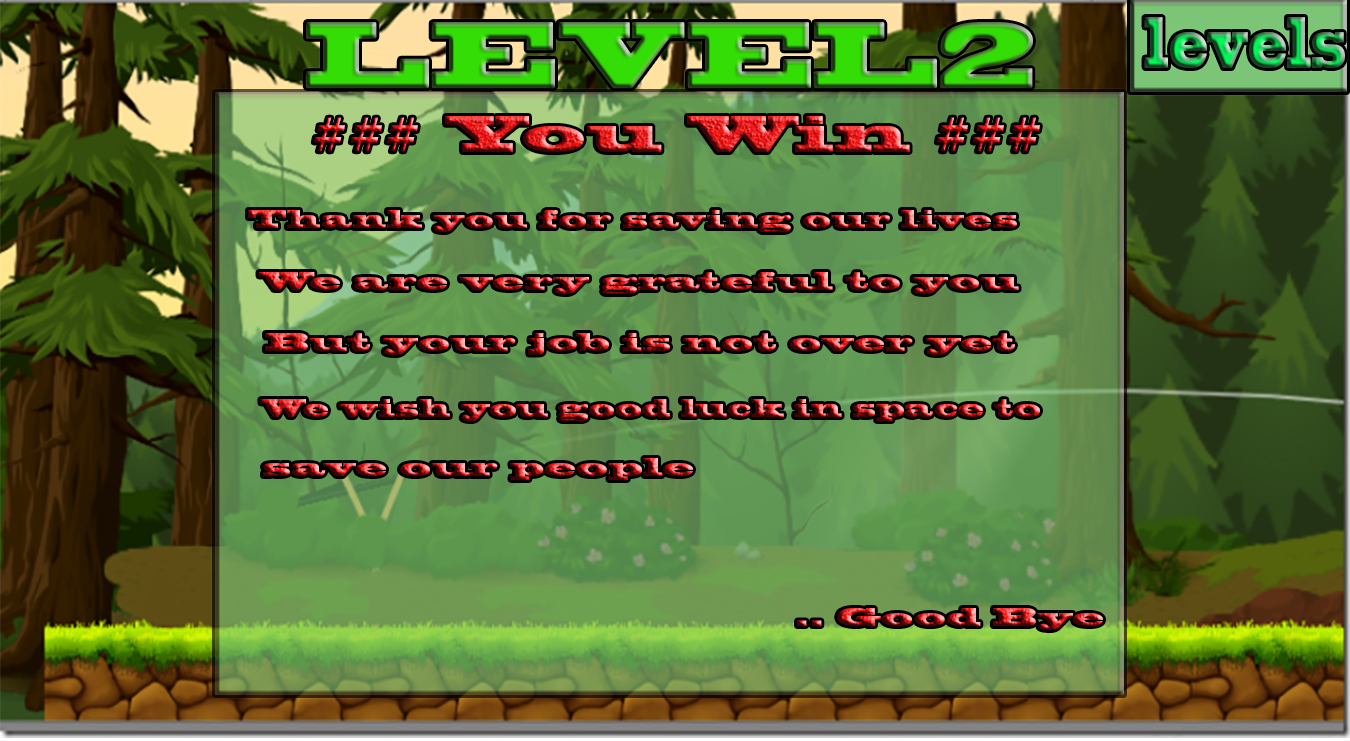 LEVEL2
levels
### You Win ###
Thank you for saving our lives
We are very grateful to you
But your job is not over yet
We wish you good luck in space to
save our people
.. Good Bye